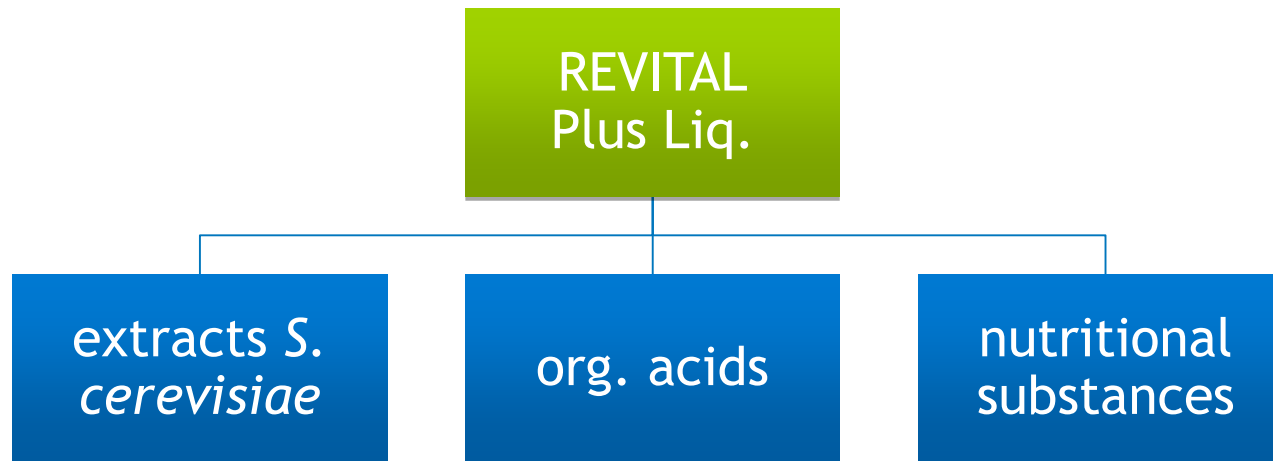 REVITAL
Plus Liq.
extracts S.
cerevisiae
org. acids
nutritional
substances